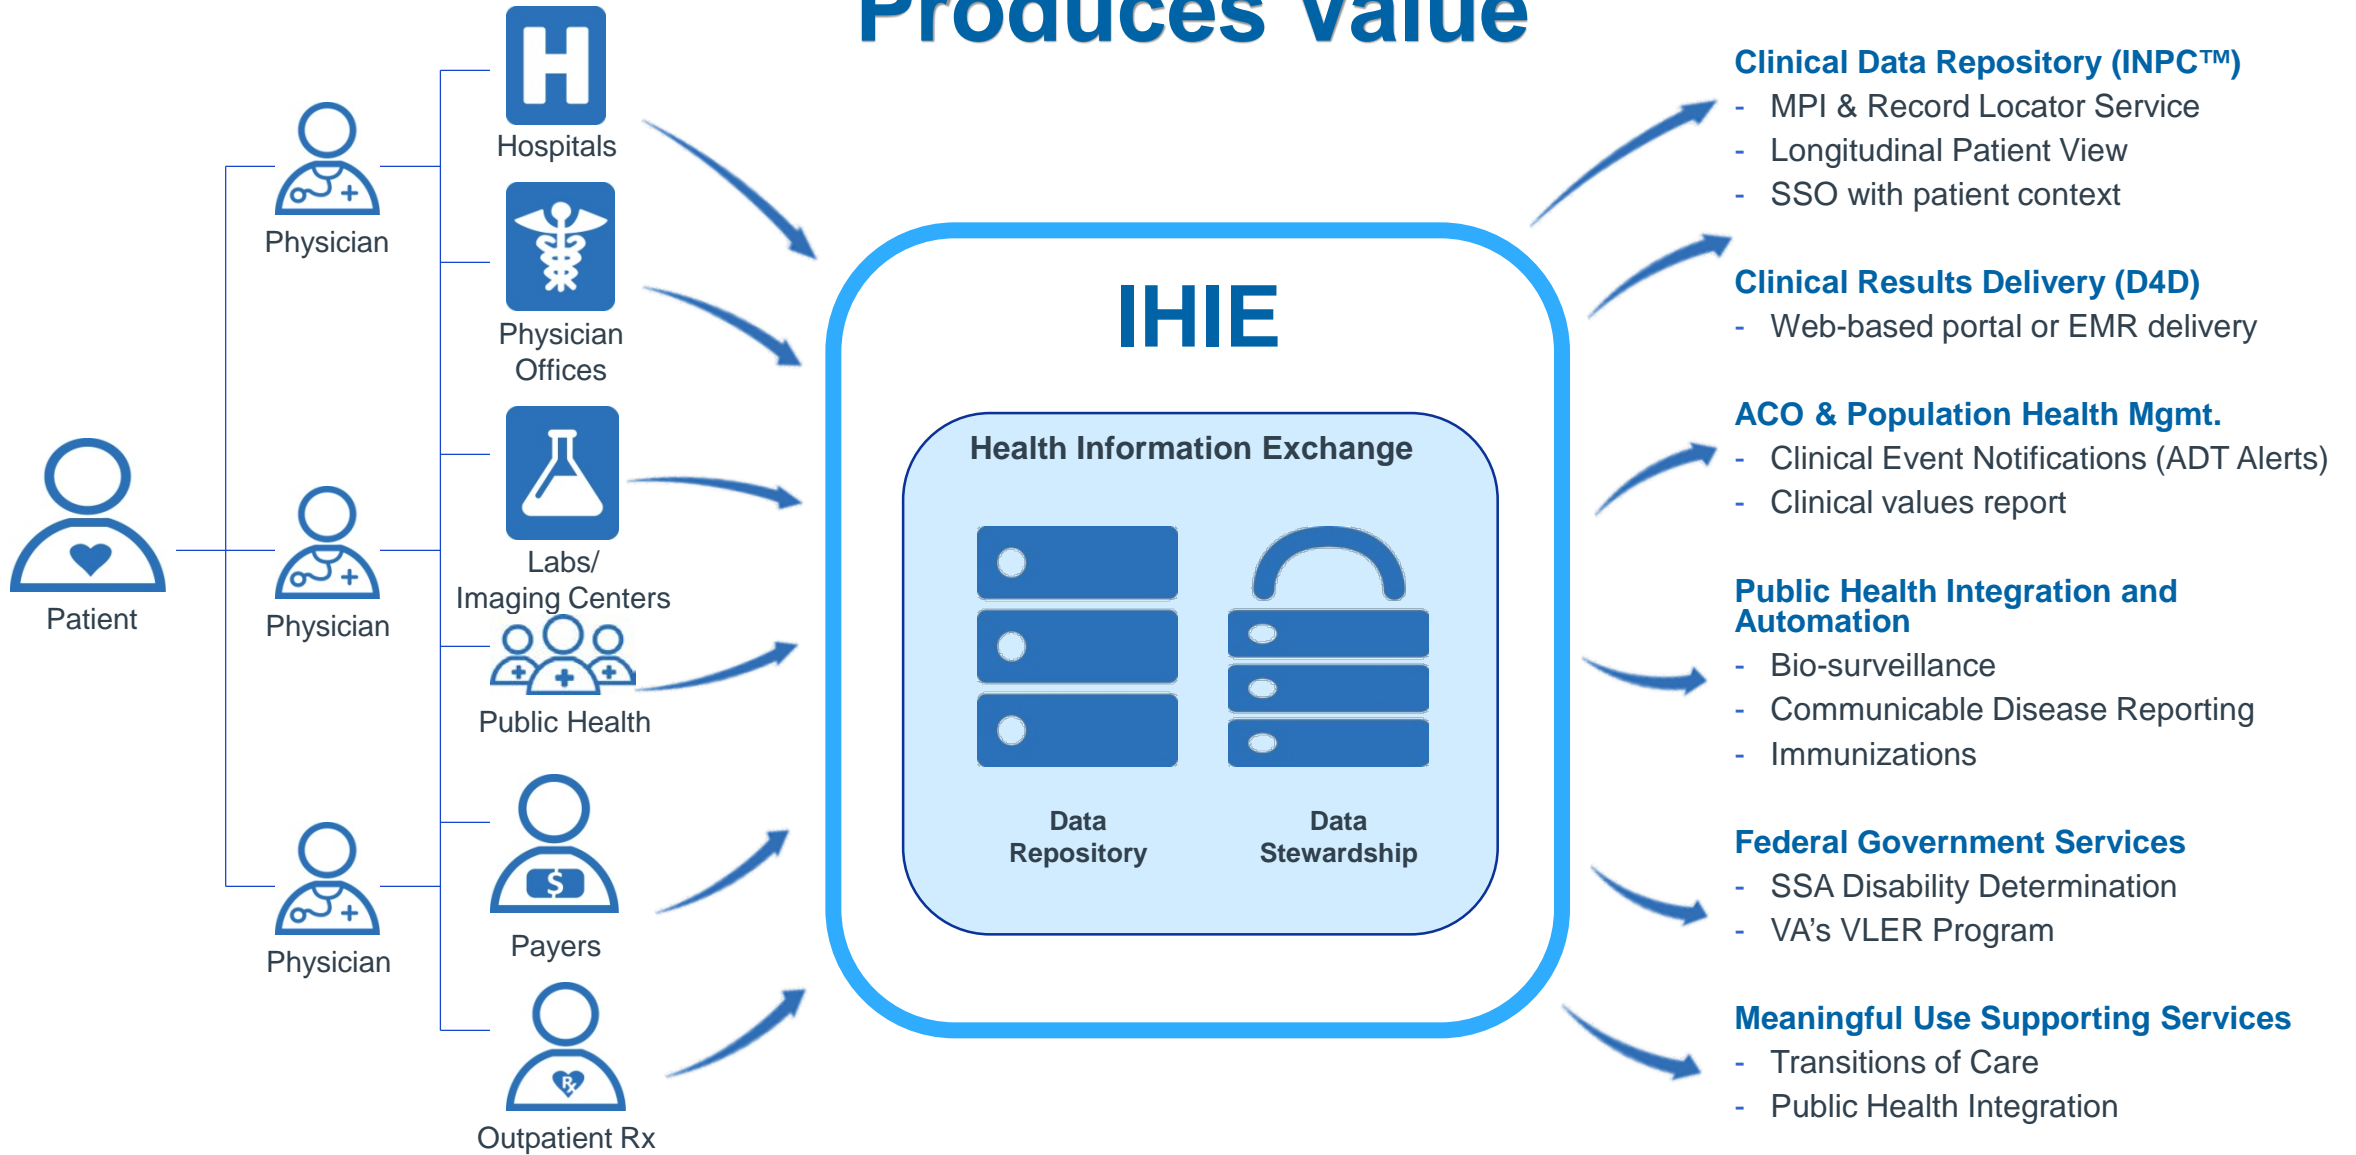 Produces Value
Hospitals
Physician
Physician
Offices
Labs/
Imaging Centers
Patient
Physician
Public Health
Physician
Payers
Outpatient Rx
H
$
Rx
IHIE
Health Information Exchange
Data
Repository
Data
Stewardship
Clinical Data Repository (INPC™)
- MPI & Record Locator Service
- Longitudinal Patient View
- SSO with patient context
Clinical Results Delivery (D4D)
- Web-based portal or EMR delivery
ACO & Population Health Mgmt.
- Clinical Event Notifications (ADT Alerts)
- Clinical values report
Public Health Integration and
Automation
- Bio-surveillance
- Communicable Disease Reporting
- Immunizations
Federal Government Services
- SSA Disability Determination
- VA’s VLER Program
Meaningful Use Supporting Services
- Transitions of Care
- Public Health Integration